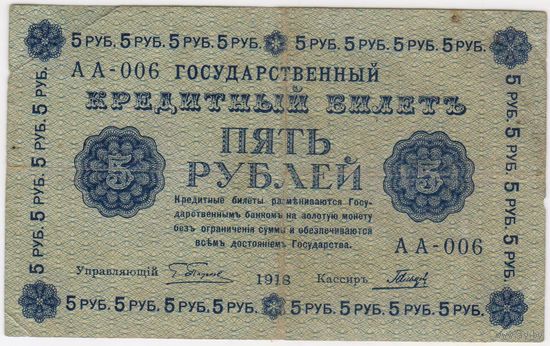 5 РУБ. 5 РУБ. 5 РУБ. 5 РУБ. 5 РУБ. 5 РУБ. 5 РУБ. 5 РУБ.
АА-006 ГОСУДАРСТВЕННЫЙ
КРЕДИТНЫЙ БИЛЕТЪ
ПЯТЬ
РУБЛЕЙ
5
5
Кредитные билеты размѣниваются Госу-
дарственнымъ банкомъ на золотую монету
безъ ограниченія суммы и обезпечиваются
всѣмъ достояніемъ Государства.
АА-006
Управляющій
1918
Кассиръ
5 РУБ. 5 РУБ. 5 РУБ. 5 РУБ. 5 РУБ. 5 РУБ. 5 РУБ. 5 РУБ.
5 РУБ. 5 РУБ. 5 РУБ. 5 РУБ.
5 РУБ. 5 РУБ. 5 РУБ. 5 РУБ.